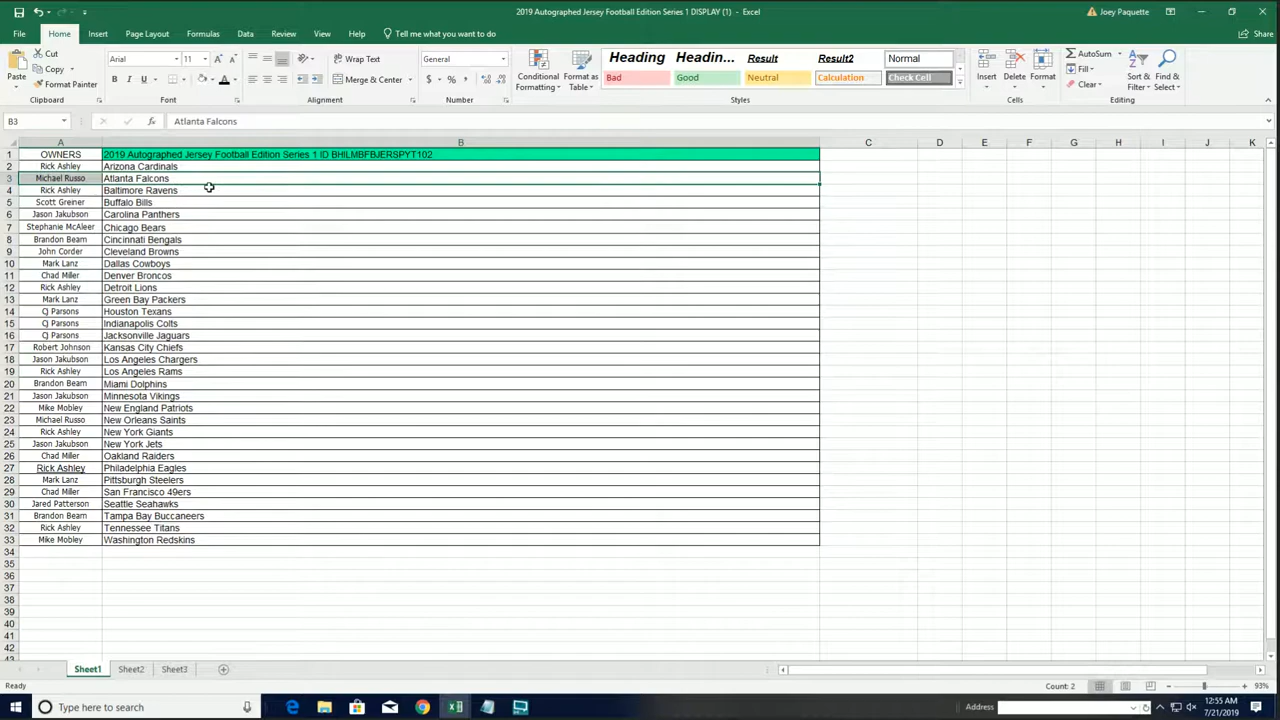 2019 Autographed Jersey Football Edition Series 1 DISPLAY (1) - Excel
Joey Paquette
File Home Insert Page Layout Formulas Data Review View Help Tell me what you want to do Share
Paste
Cut
Copy
Format Painter
Clipboard
Arial 11 A A
B I U
Font
Wrap Text
Merge & Center
Alignment
General
$ % ,
Number
Conditional Formatting
Format as Table
Heading Headin... Result Result2 Normal
Bad Good Neutral Calculation Check Cell
Styles
Insert Delete Format
Cells
AutoSum
Fill
Clear
Sort & Filter
Find & Select
Editing
B3 fx Atlanta Falcons
A B C D E F G H I J K
1 OWNERS 2019 Autographed Jersey Football Edition Series 1 ID BHILMBFBJERSPYT102
2 Rick Ashley Arizona Cardinals
3 Michael Russo Atlanta Falcons
4 Rick Ashley Baltimore Ravens
5 Scott Greiner Buffalo Bills
6 Jason Jakubson Carolina Panthers
7 Stephanie McAleer Chicago Bears
8 Brandon Beam Cincinnati Bengals
9 John Corder Cleveland Browns
10 Mark Lanz Dallas Cowboys
11 Chad Miller Denver Broncos
12 Rick Ashley Detroit Lions
13 Mark Lanz Green Bay Packers
14 CJ Parsons Houston Texans
15 CJ Parsons Indianapolis Colts
16 CJ Parsons Jacksonville Jaguars
17 Robert Johnson Kansas City Chiefs
18 Jason Jakubson Los Angeles Chargers
19 Rick Ashley Los Angeles Rams
20 Brandon Beam Miami Dolphins
21 Jason Jakubson Minnesota Vikings
22 Mike Mobley New England Patriots
23 Michael Russo New Orleans Saints
24 Rick Ashley New York Giants
25 Jason Jakubson New York Jets
26 Chad Miller Oakland Raiders
27 Rick Ashley Philadelphia Eagles
28 Mark Lanz Pittsburgh Steelers
29 Chad Miller San Francisco 49ers
30 Jared Patterson Seattle Seahawks
31 Brandon Beam Tampa Bay Buccaneers
32 Rick Ashley Tennessee Titans
33 Mike Mobley Washington Redskins
34
35
36
37
38
39
40
41
42
43
Sheet1 Sheet2 Sheet3
Ready Count: 2 93%
Type here to search
Address
12:55 AM
7/21/2019